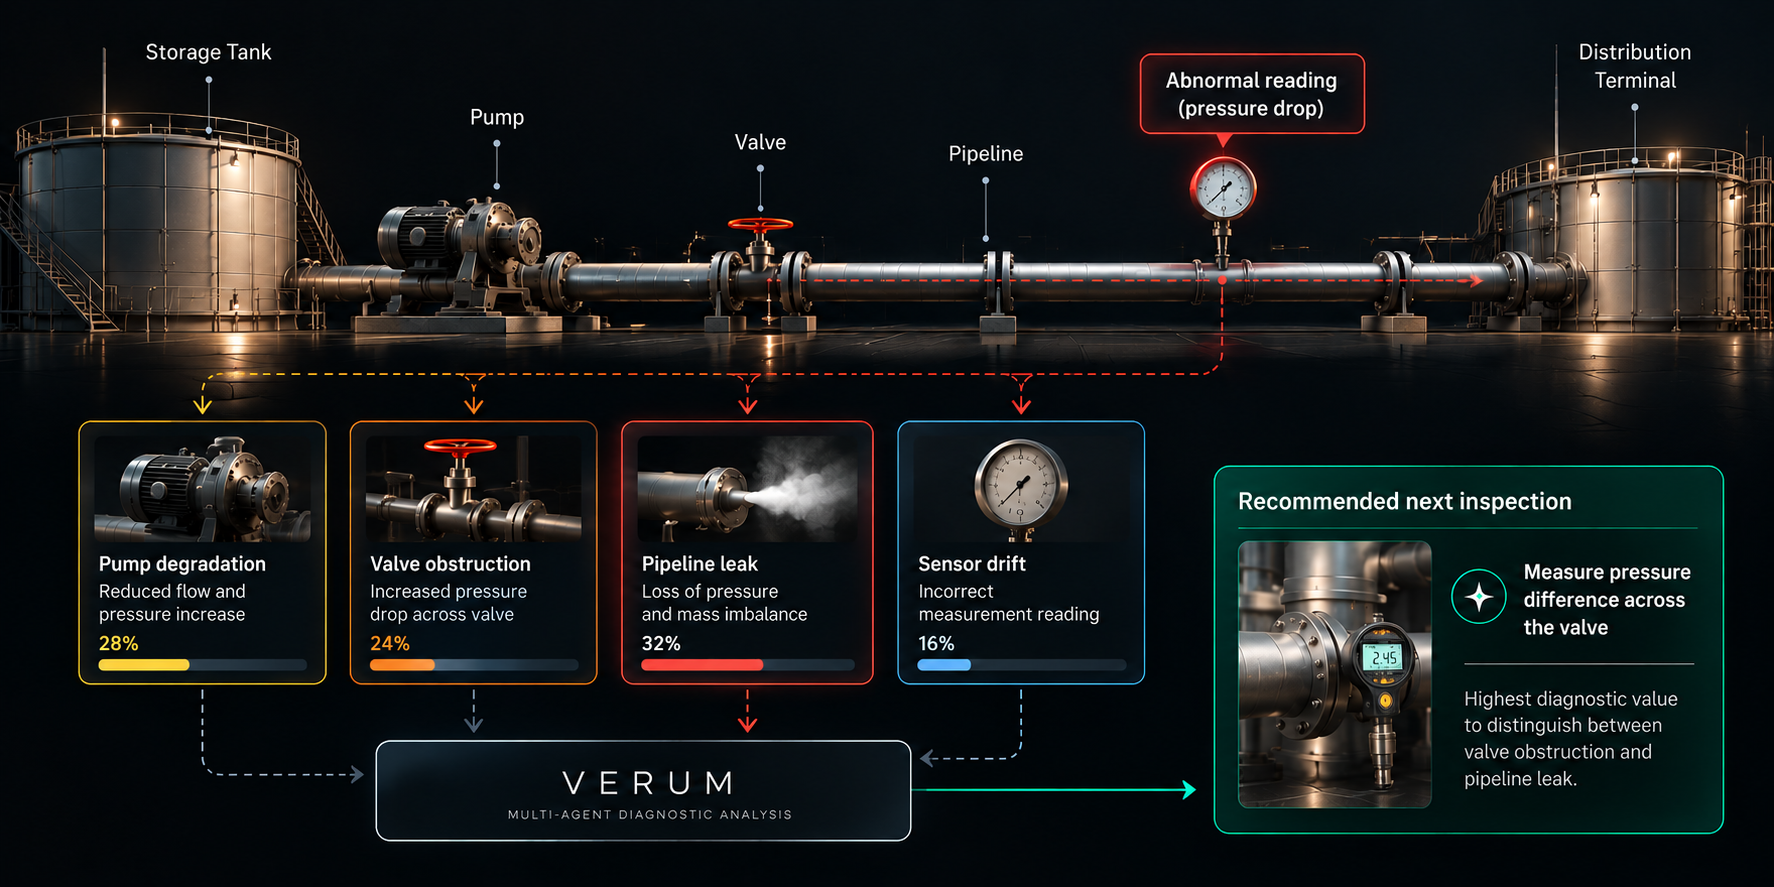 Storage Tank
Pump
Valve
Pipeline
Abnormal reading
(pressure drop)
Distribution
Terminal
Pump degradation
Reduced flow and
pressure increase
28%
Valve obstruction
Increased pressure
drop across valve
24%
Pipeline leak
Loss of pressure
and mass imbalance
32%
Sensor drift
Incorrect
measurement reading
16%
VERUM
MULTI-AGENT DIAGNOSTIC ANALYSIS
Recommended next inspection
2.45
Measure pressure
difference across
the valve
Highest diagnostic value
to distinguish between
valve obstruction and
pipeline leak.